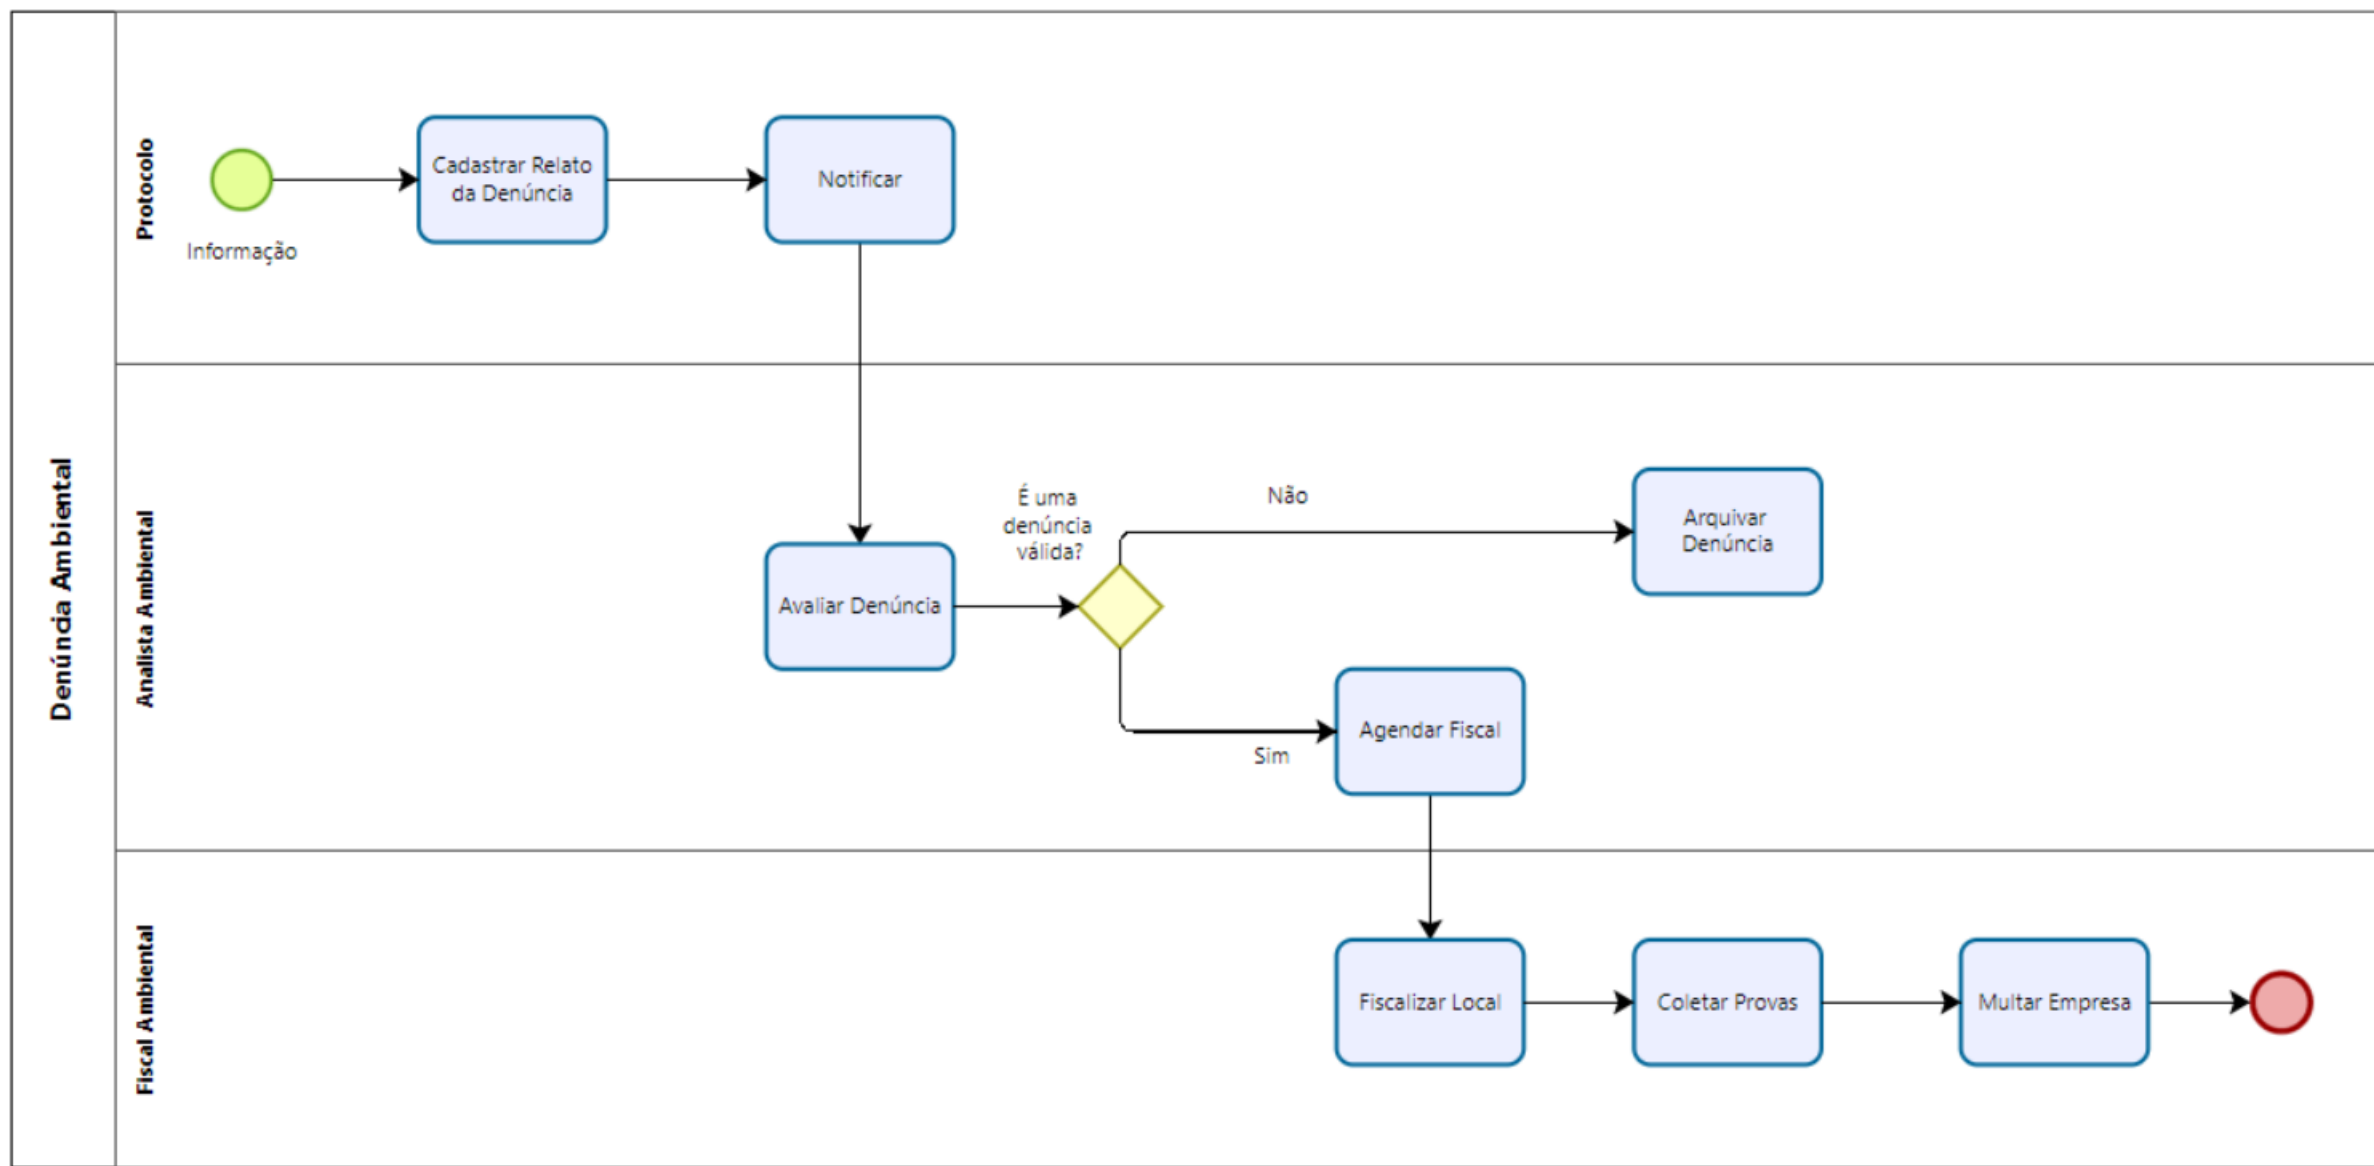 Denúncia Ambiental
Protocolo
Informação
Cadastrar Relato
da Denúncia
Notificar
Analista Ambiental
Avaliar Denúncia
É uma
denúncia
válida?
Não
Arquivar
Denúncia
Sim
Agendar Fiscal
Fiscal Ambiental
Fiscalizar Local
Coletar Provas
Multar Empresa